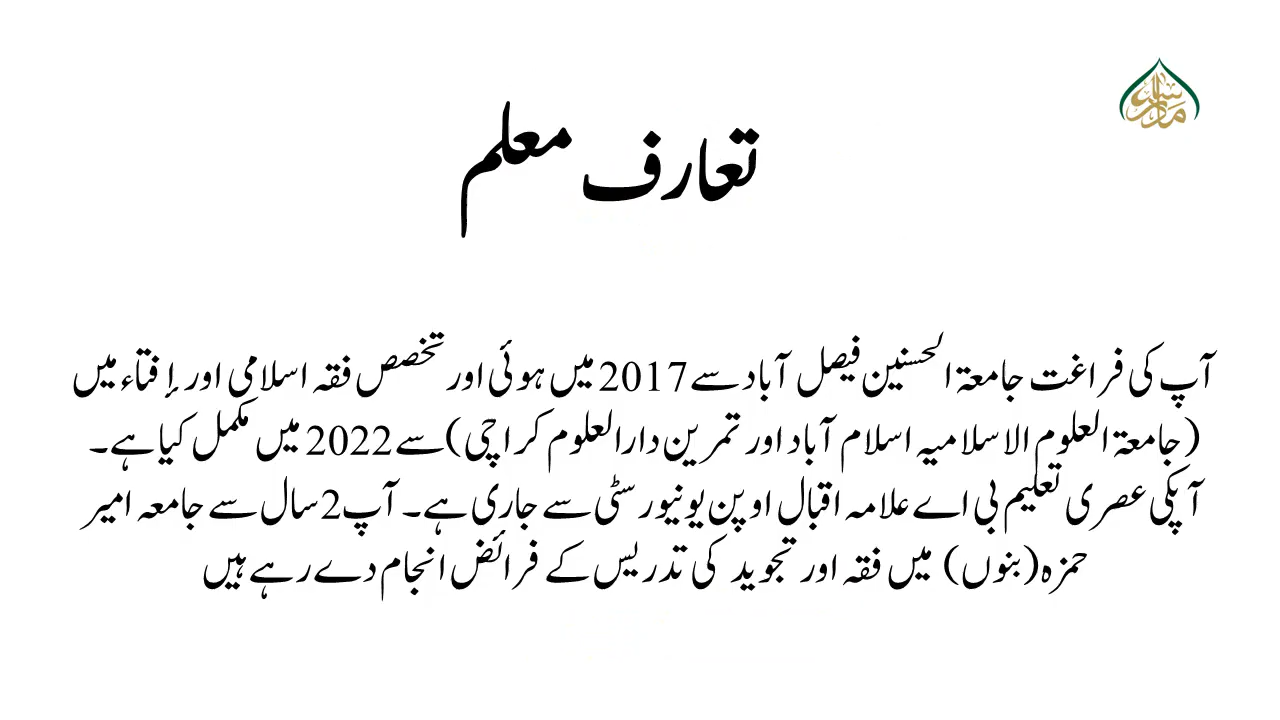 مدرسہ
تعارف معلم
آپ کی فراغت جامعۃ الحسنین فیصل آباد سے 2017 میں ہوئی اور تخصص فقہ اسلامی اور إفتاء میں
(جامعۃ العلوم الاسلامیہ اسلام آباد اور تمرین دارالعلوم کراچی) سے 2022 میں مکمل کیا ہے۔
آپکی عصری تعلیم بی اے علامہ اقبال اوپن یونیورسٹی سے جاری ہے۔ آپ 2 سال سے جامعہ امیر
حمزہ (بنوں) میں فقہ اور تجوید کی تدریس کے فرائض انجام دے رہے ہیں